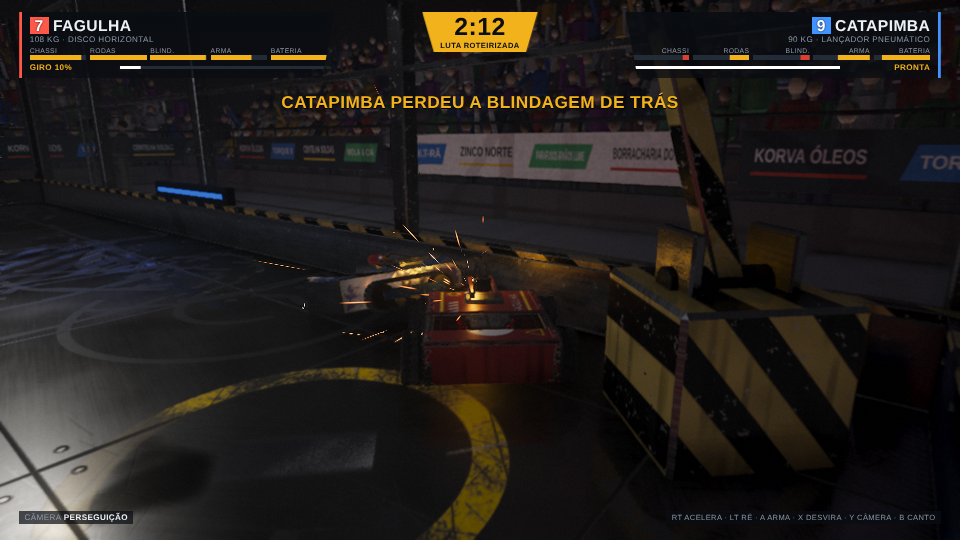 7 FAGULHA
108 KG · DISCO HORIZONTAL
CHASSI RODAS BLIND. ARMA BATERIA
GIRO 10%
2:12
LUTA ROTEIRIZADA
9 CATAPIMBA
90 KG · LANÇADOR PNEUMÁTICO
CHASSI RODAS BLIND. ARMA BATERIA
PRONTA
CATAPIMBA PERDEU A BLINDAGEM DE TRÁS
ZINCO NORTE
BORRACHARIA DO
KORVA ÓLEOS
TOR
CÂMERA PERSEGUIÇÃO
RT ACELERA · LT RÉ · A ARMA · X DESVIRA · Y CÂMERA · B CANTO